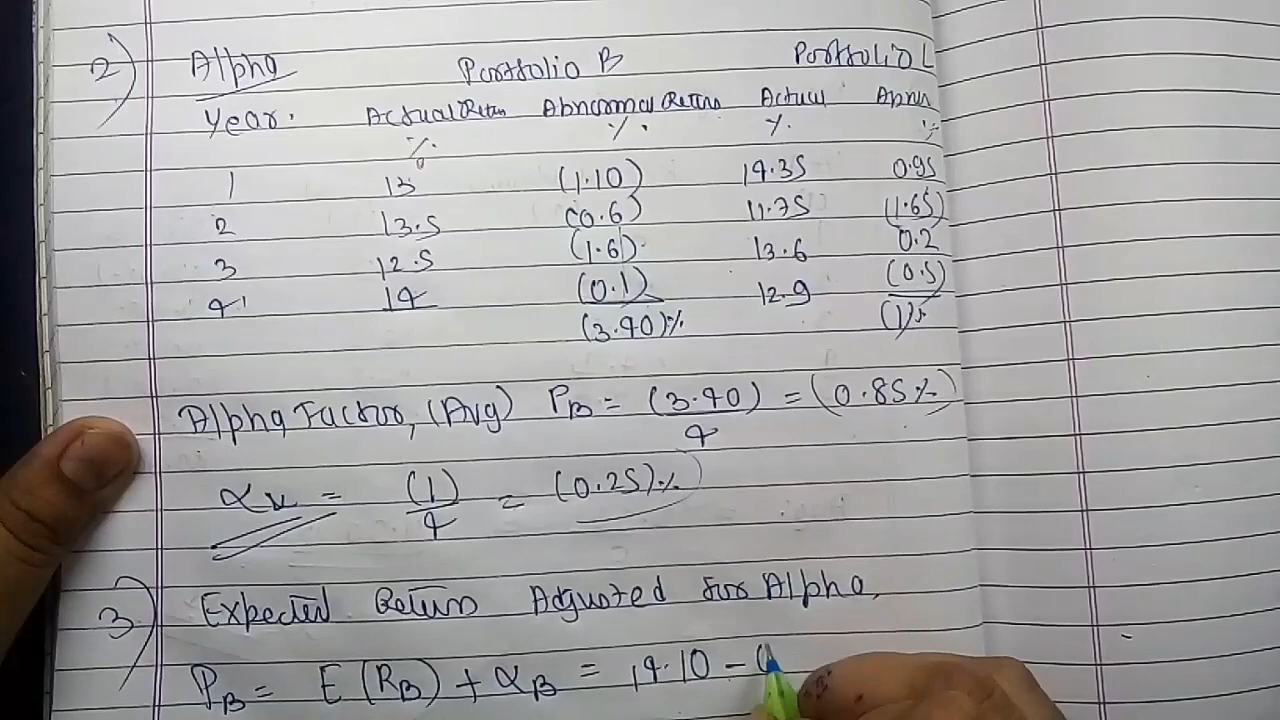 2) Alpha Portfolio B Portfolio L
Year. Actual Return Abnormal Return Actual Abnor
% % . % . %
1 13 (1.10) 14.35 0.95
2 13.5 (0.6) 11.75 (1.65)
3 12.5 (1.6) 13.6 0.2
4 14 (0.1) 12.9 (0.5)
(3.40)% (1)%
Alpha Factor, (Avg) PB = (3.40)/4 = (0.85%)
= (1)/4 = (0.25)%
3) Expected Return Adjusted for Alpha,
PB = E (RB) + αB = 14.10 -